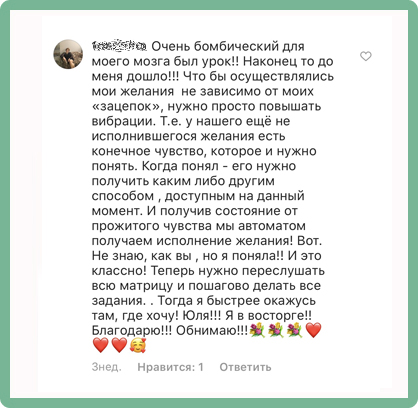 Очень бомбический для
моего мозга был урок!! Наконец то до
меня дошло!!! Что бы осуществлялись
мои желания не зависимо от моих
«зацепок», нужно просто повышать
вибрации. Т.е. у нашего ещё не
исполнившегося желания есть
конечное чувство, которое и нужно
понять. Когда понял - его нужно
получить каким либо другим
способом , доступным на данный
момент. И получив состояние от
прожитого чувства мы автоматом
получаем исполнение желания! Вот.
Не знаю, как вы , но я поняла!! И это
классно! Теперь нужно переслушать
всю матрицу и пошагово делать все
задания. . Тогда я быстрее окажусь
там, где хочу! Юля!!! Я в восторге!!
Благодарю!!! Обнимаю!!!💐💐💐❤️
❤️❤️🥰
3нед. Нравится: 1 Ответить